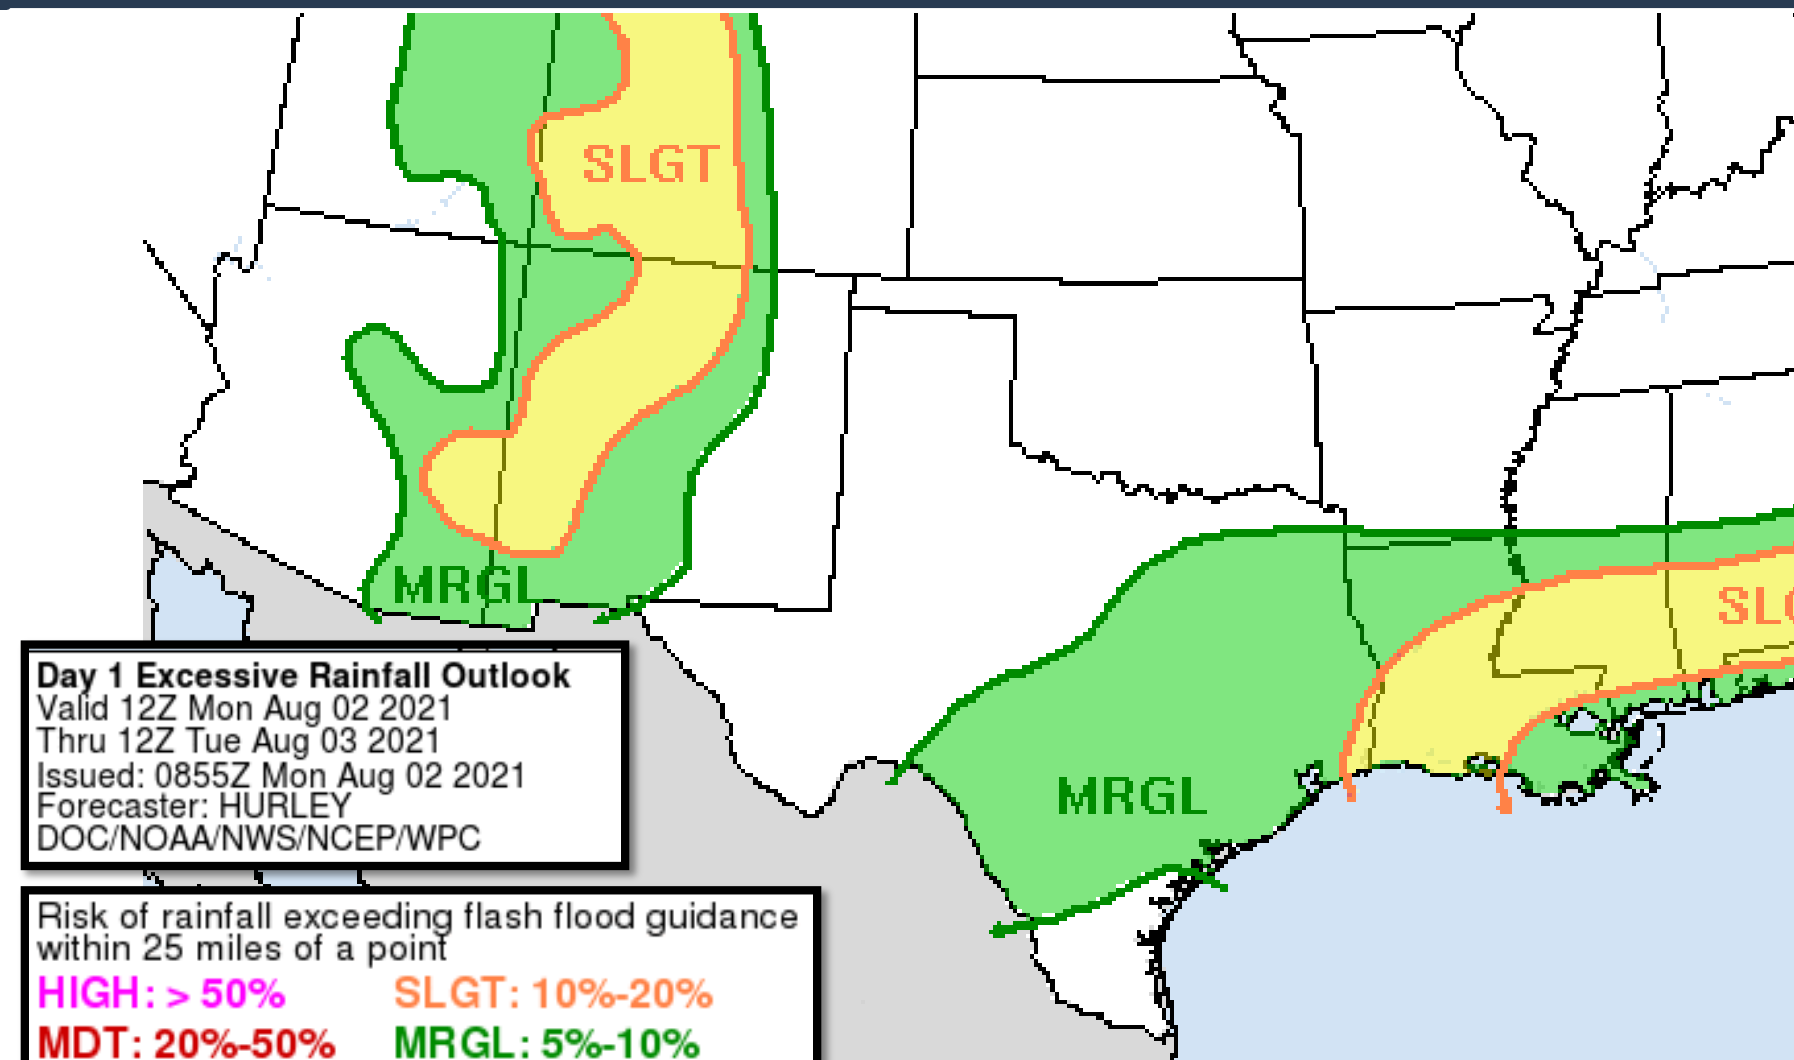 SLGT
SLG
MRGL
MRGL
Day 1 Excessive Rainfall Outlook
Valid 12Z Mon Aug 02 2021
Thru 12Z Tue Aug 03 2021
Issued: 0855Z Mon Aug 02 2021
Forecaster: HURLEY
DOC/NOAA/NWS/NCEP/WPC
Risk of rainfall exceeding flash flood guidance
within 25 miles of a point
HIGH: > 50% SLGT: 10%-20%
MDT: 20%-50% MRGL: 5%-10%